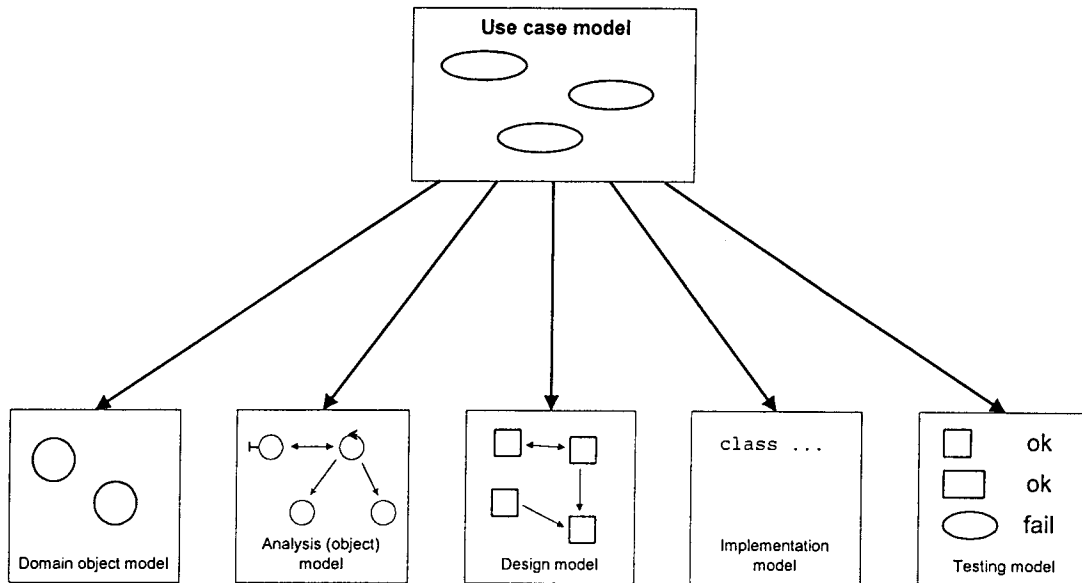 Use case model
class ...
ok
ok
fail
Domain object model
Analysis (object)
model
Design model
Implementation
model
Testing model